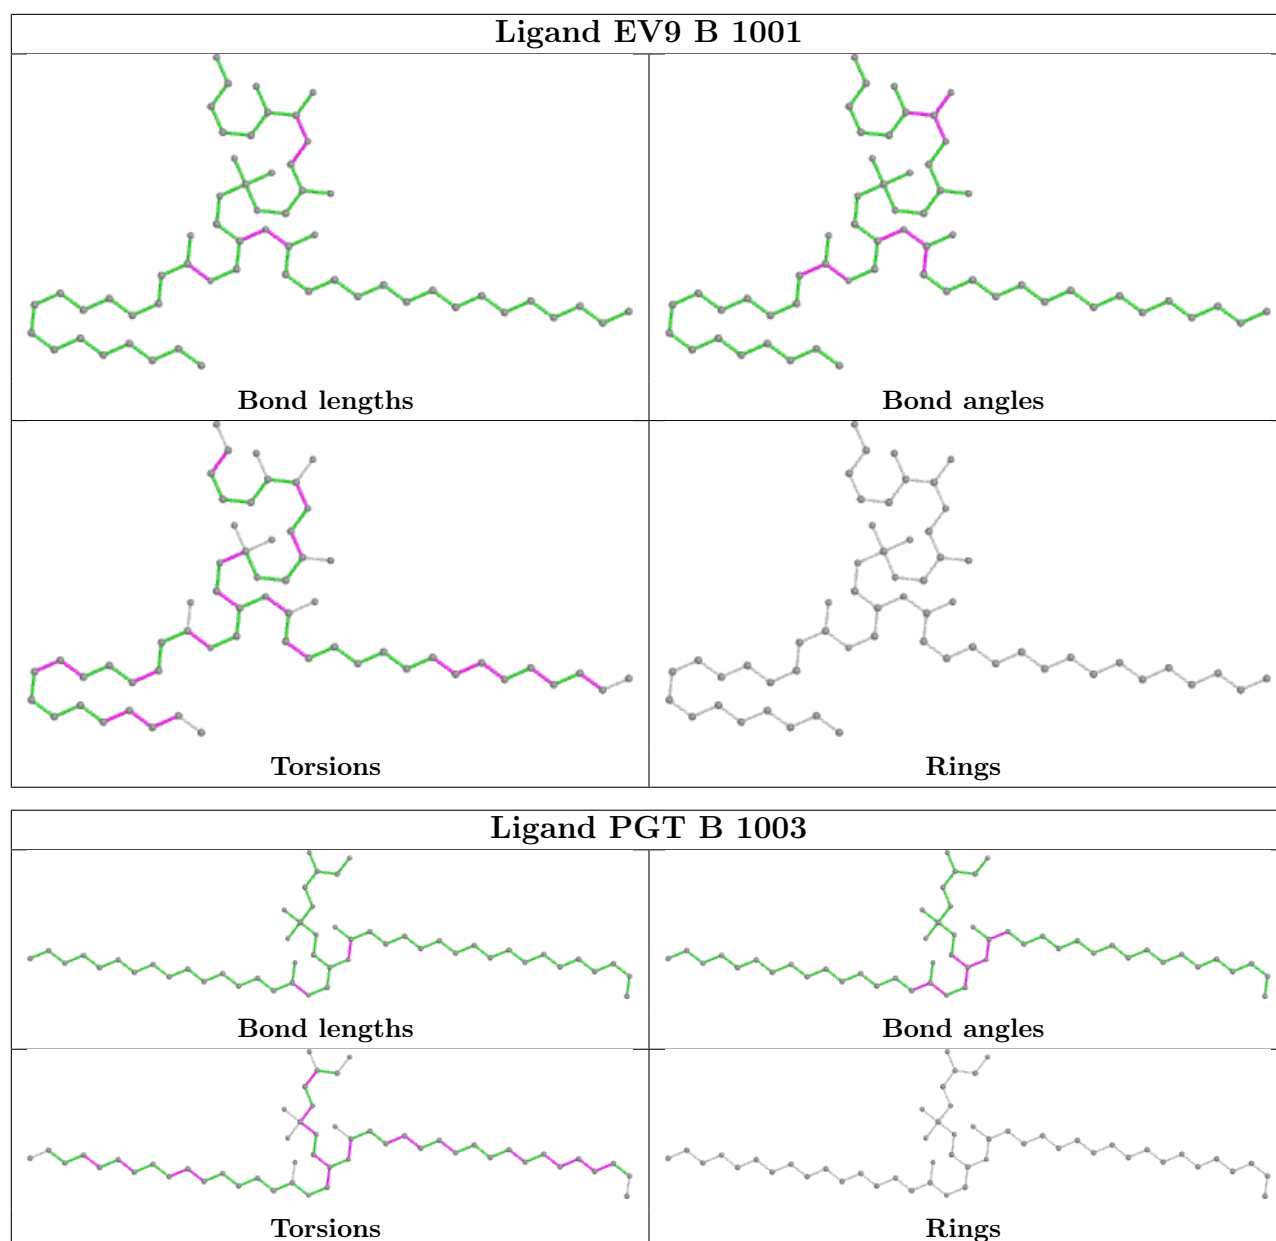 Ligand EV9 B 1001
Bond lengths
Bond angles
Torsions
Rings
Ligand PGT B 1003
Bond lengths
Bond angles
Torsions
Rings